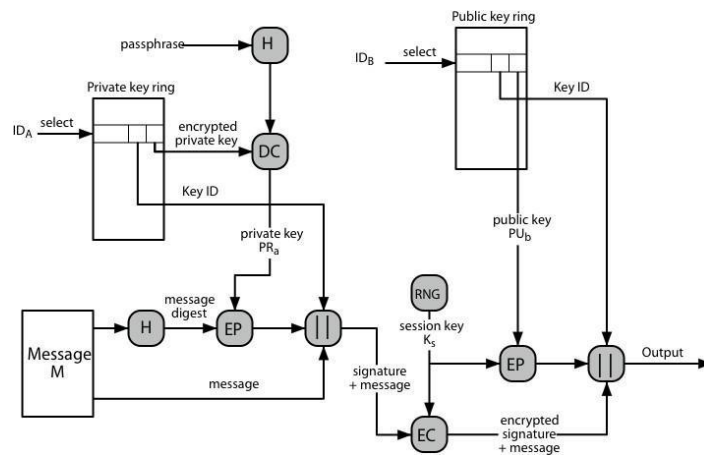 Public key ring
passphrase
H
ID_B
select
Private key ring
Key ID
ID_A
select
encrypted
private key
DC
Key ID
private key
PR_a
public key
PU_b
RNG
message
digest
session key
K_s
Message
M
H
EP
||
EP
||
Output
message
signature
+ message
EC
encrypted
signature
+ message